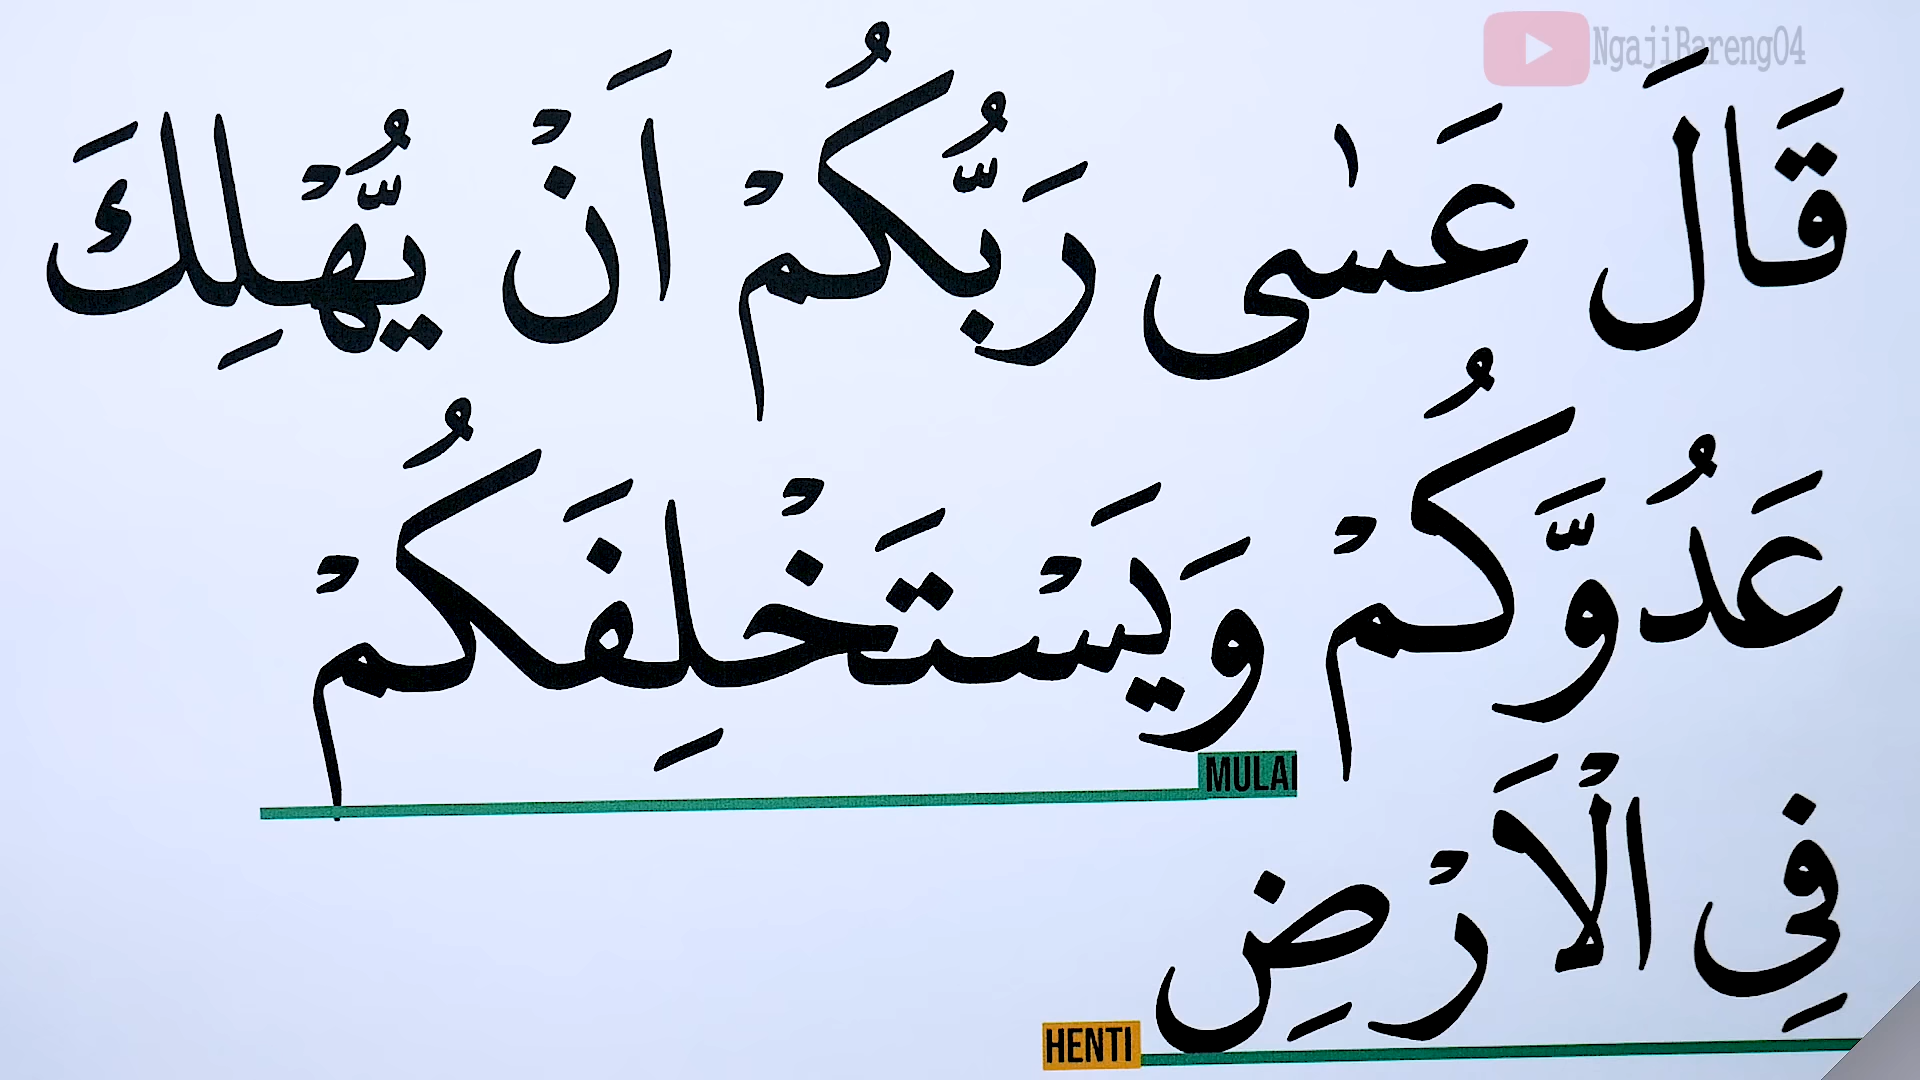 NgajiBareng04
قَالَ عَسٰى رَبُّكُمْ اَنْ يُّهْلِكَ
عَدُوَّكُمْ وَيَسْتَخْلِفَكُمْ
MULAI
فِى الْاَرْضِ
HENTI